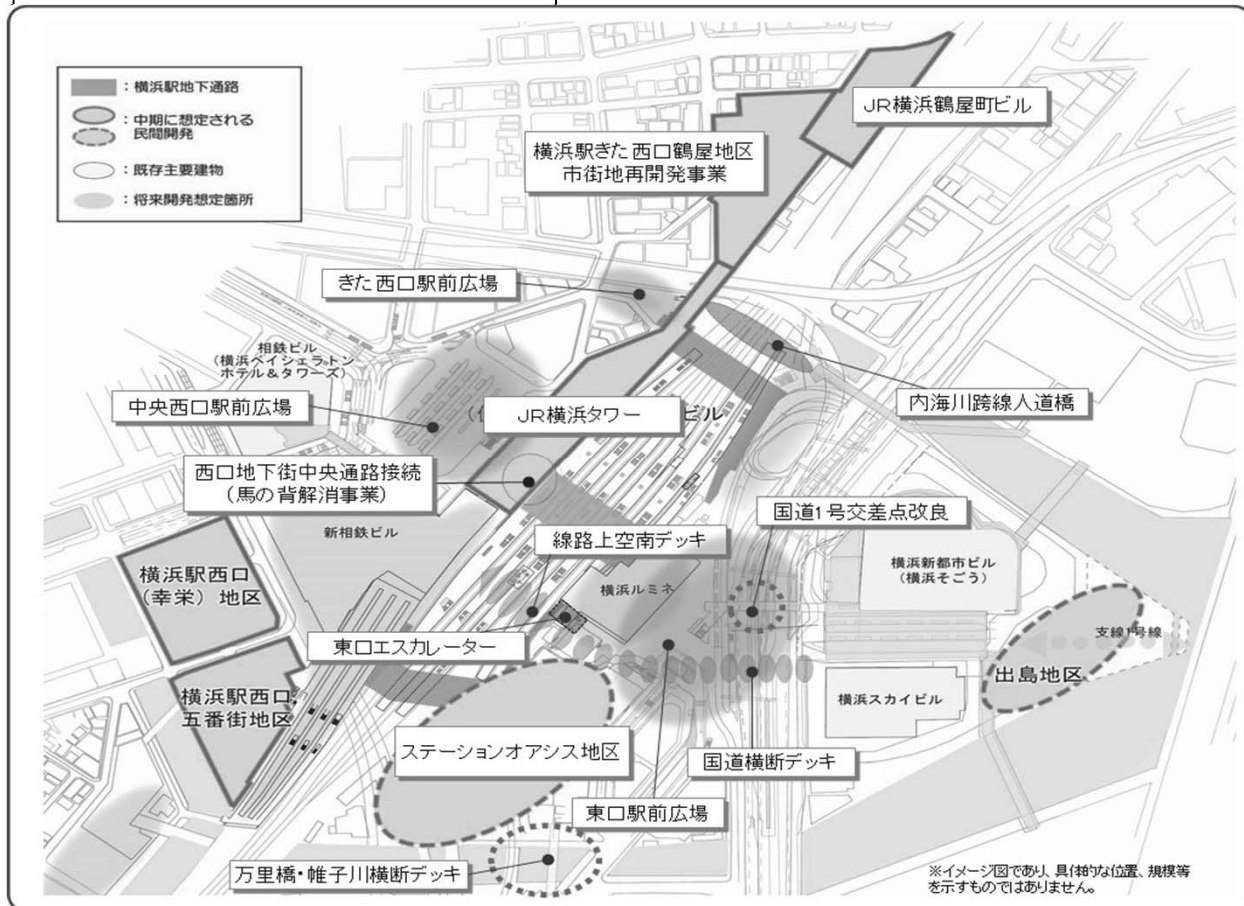 ：横浜駅地下通路
：中期に想定される
民間開発
：既存主要建物
：将来開発想定箇所
JR横浜鶴屋町ビル
横浜駅きた西口鶴屋地区
市街地再開発事業
きた西口駅前広場
相鉄ビル
(横浜ベイシェラトン
ホテル&タワーズ)
中央西口駅前広場
JR横浜タワー
ビル
内海川跨線人道橋
西口地下街中央通路接続
(馬の背解消事業)
国道1号交差点改良
新相鉄ビル
線路上空南デッキ
横浜新都市ビル
(横浜そごう)
横浜駅西口
(幸栄)地区
横浜ルミネ
東口エスカレーター
支線1号線
出島地区
横浜駅西口
五番街地区
横浜スカイビル
ステーションオアシス地区
国道横断デッキ
東口駅前広場
万里橋・帷子川横断デッキ
※イメージ図であり、具体的な位置、規模等
を示すものではありません。